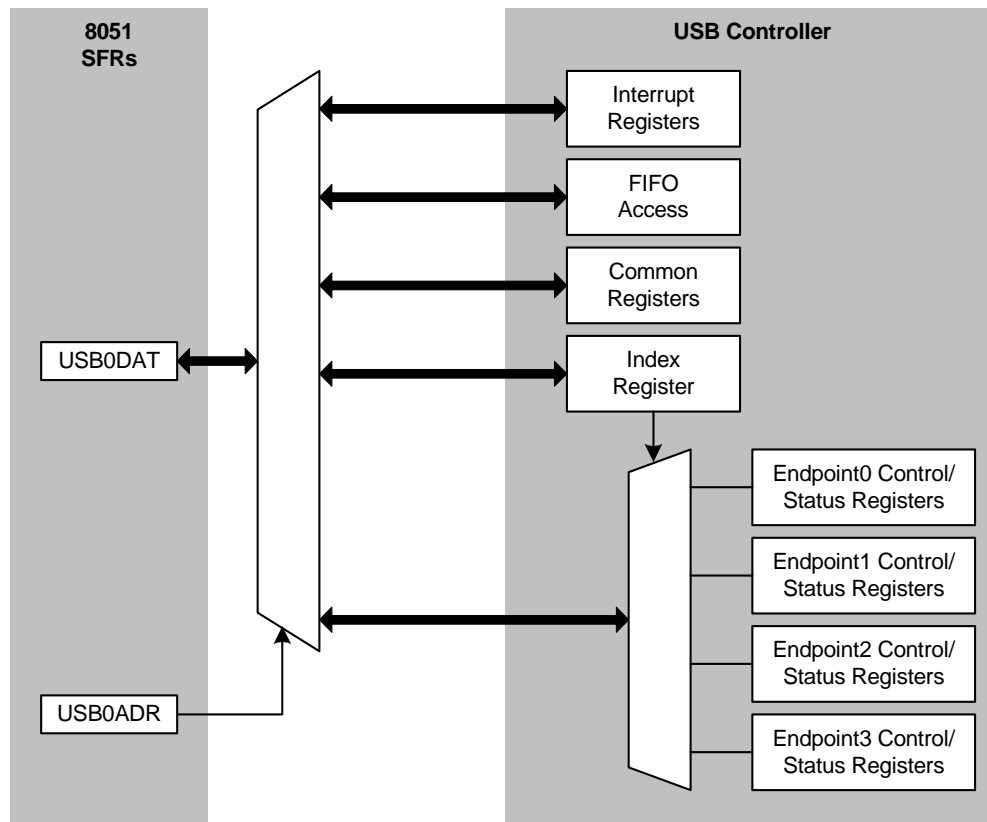 8051
SFRs
USB Controller
Interrupt
Registers
FIFO
Access
Common
Registers
USB0DAT
Index
Register
Endpoint0 Control/
Status Registers
Endpoint1 Control/
Status Registers
Endpoint2 Control/
Status Registers
USB0ADR
Endpoint3 Control/
Status Registers